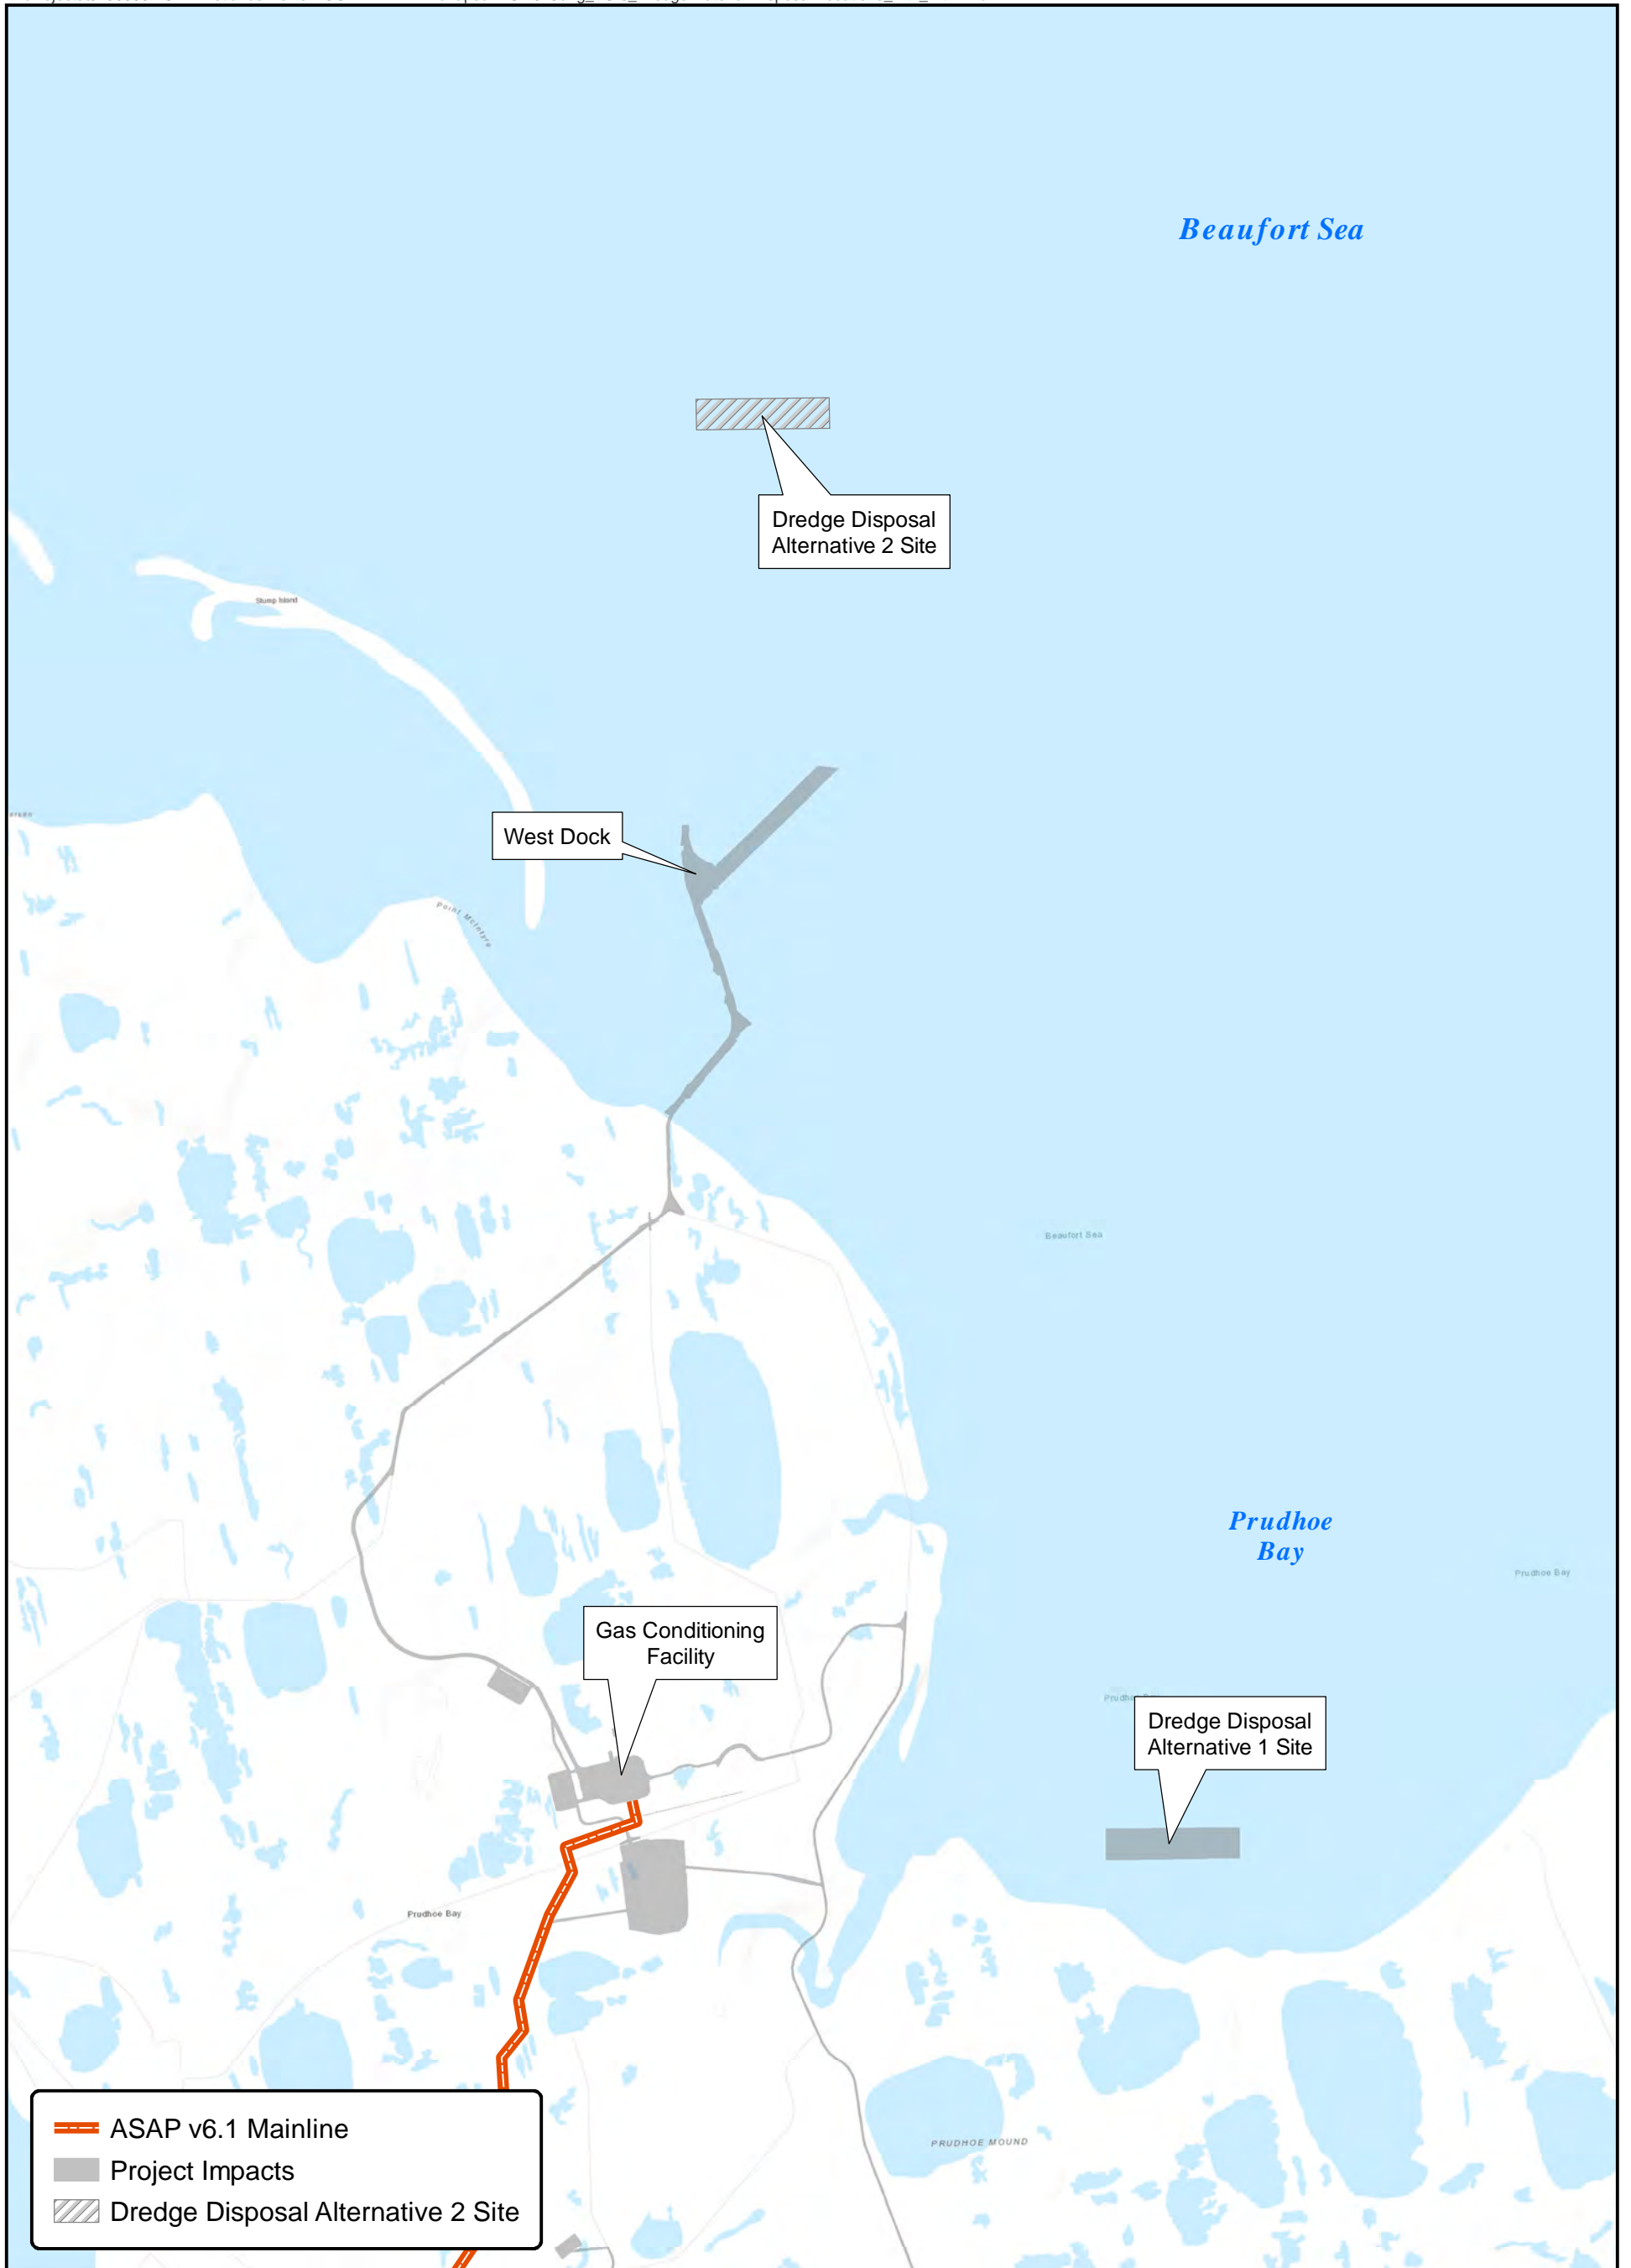 Beaufort Sea
Dredge Disposal
Alternative 2 Site
Stump Island
West Dock
Point McIntyre
Beaufort Sea
Prudhoe
Bay
Prudhoe Bay
Gas Conditioning
Facility
Dredge Disposal
Alternative 1 Site
Prudhoe Bay
PRUDHOE MOUND
ASAP v6.1 Mainline
Project Impacts
Dredge Disposal Alternative 2 Site